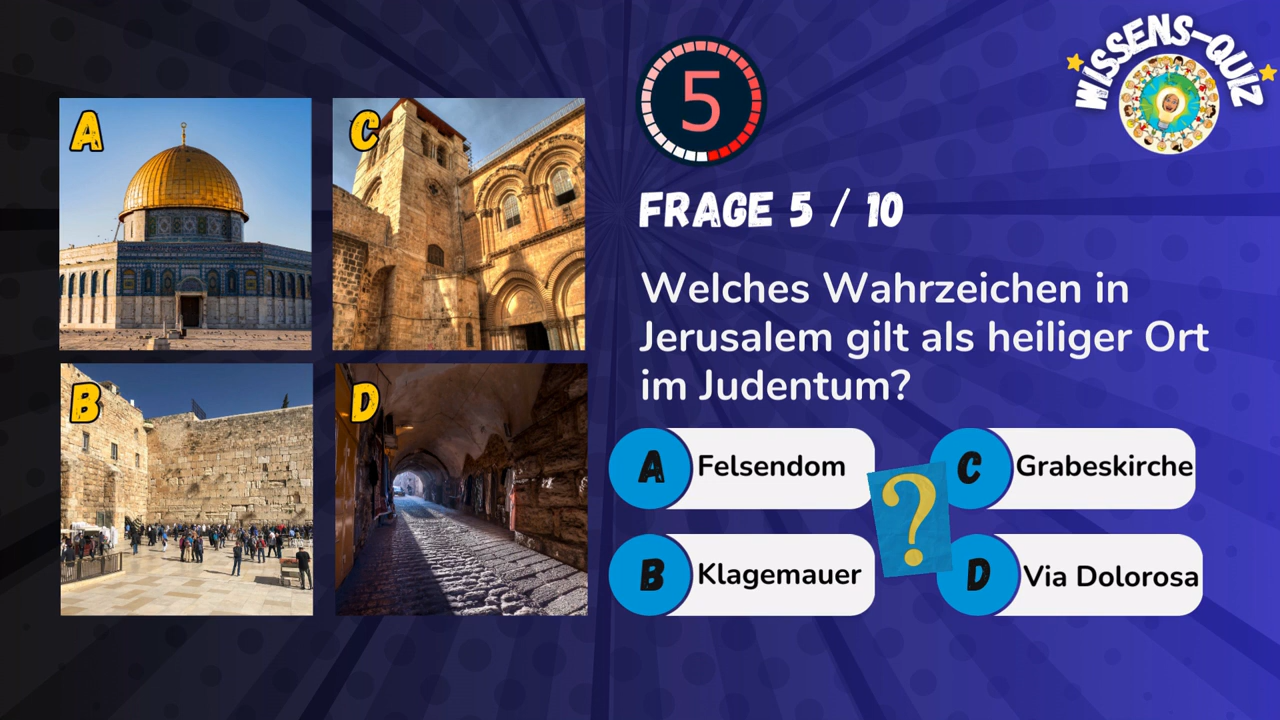 WISSENS-QUIZ
5
FRAGE 5 / 10
Welches Wahrzeichen in
Jerusalem gilt als heiliger Ort
im Judentum?
A
C
B
D
A Felsendom
C Grabeskirche
?
B Klagemauer
D Via Dolorosa